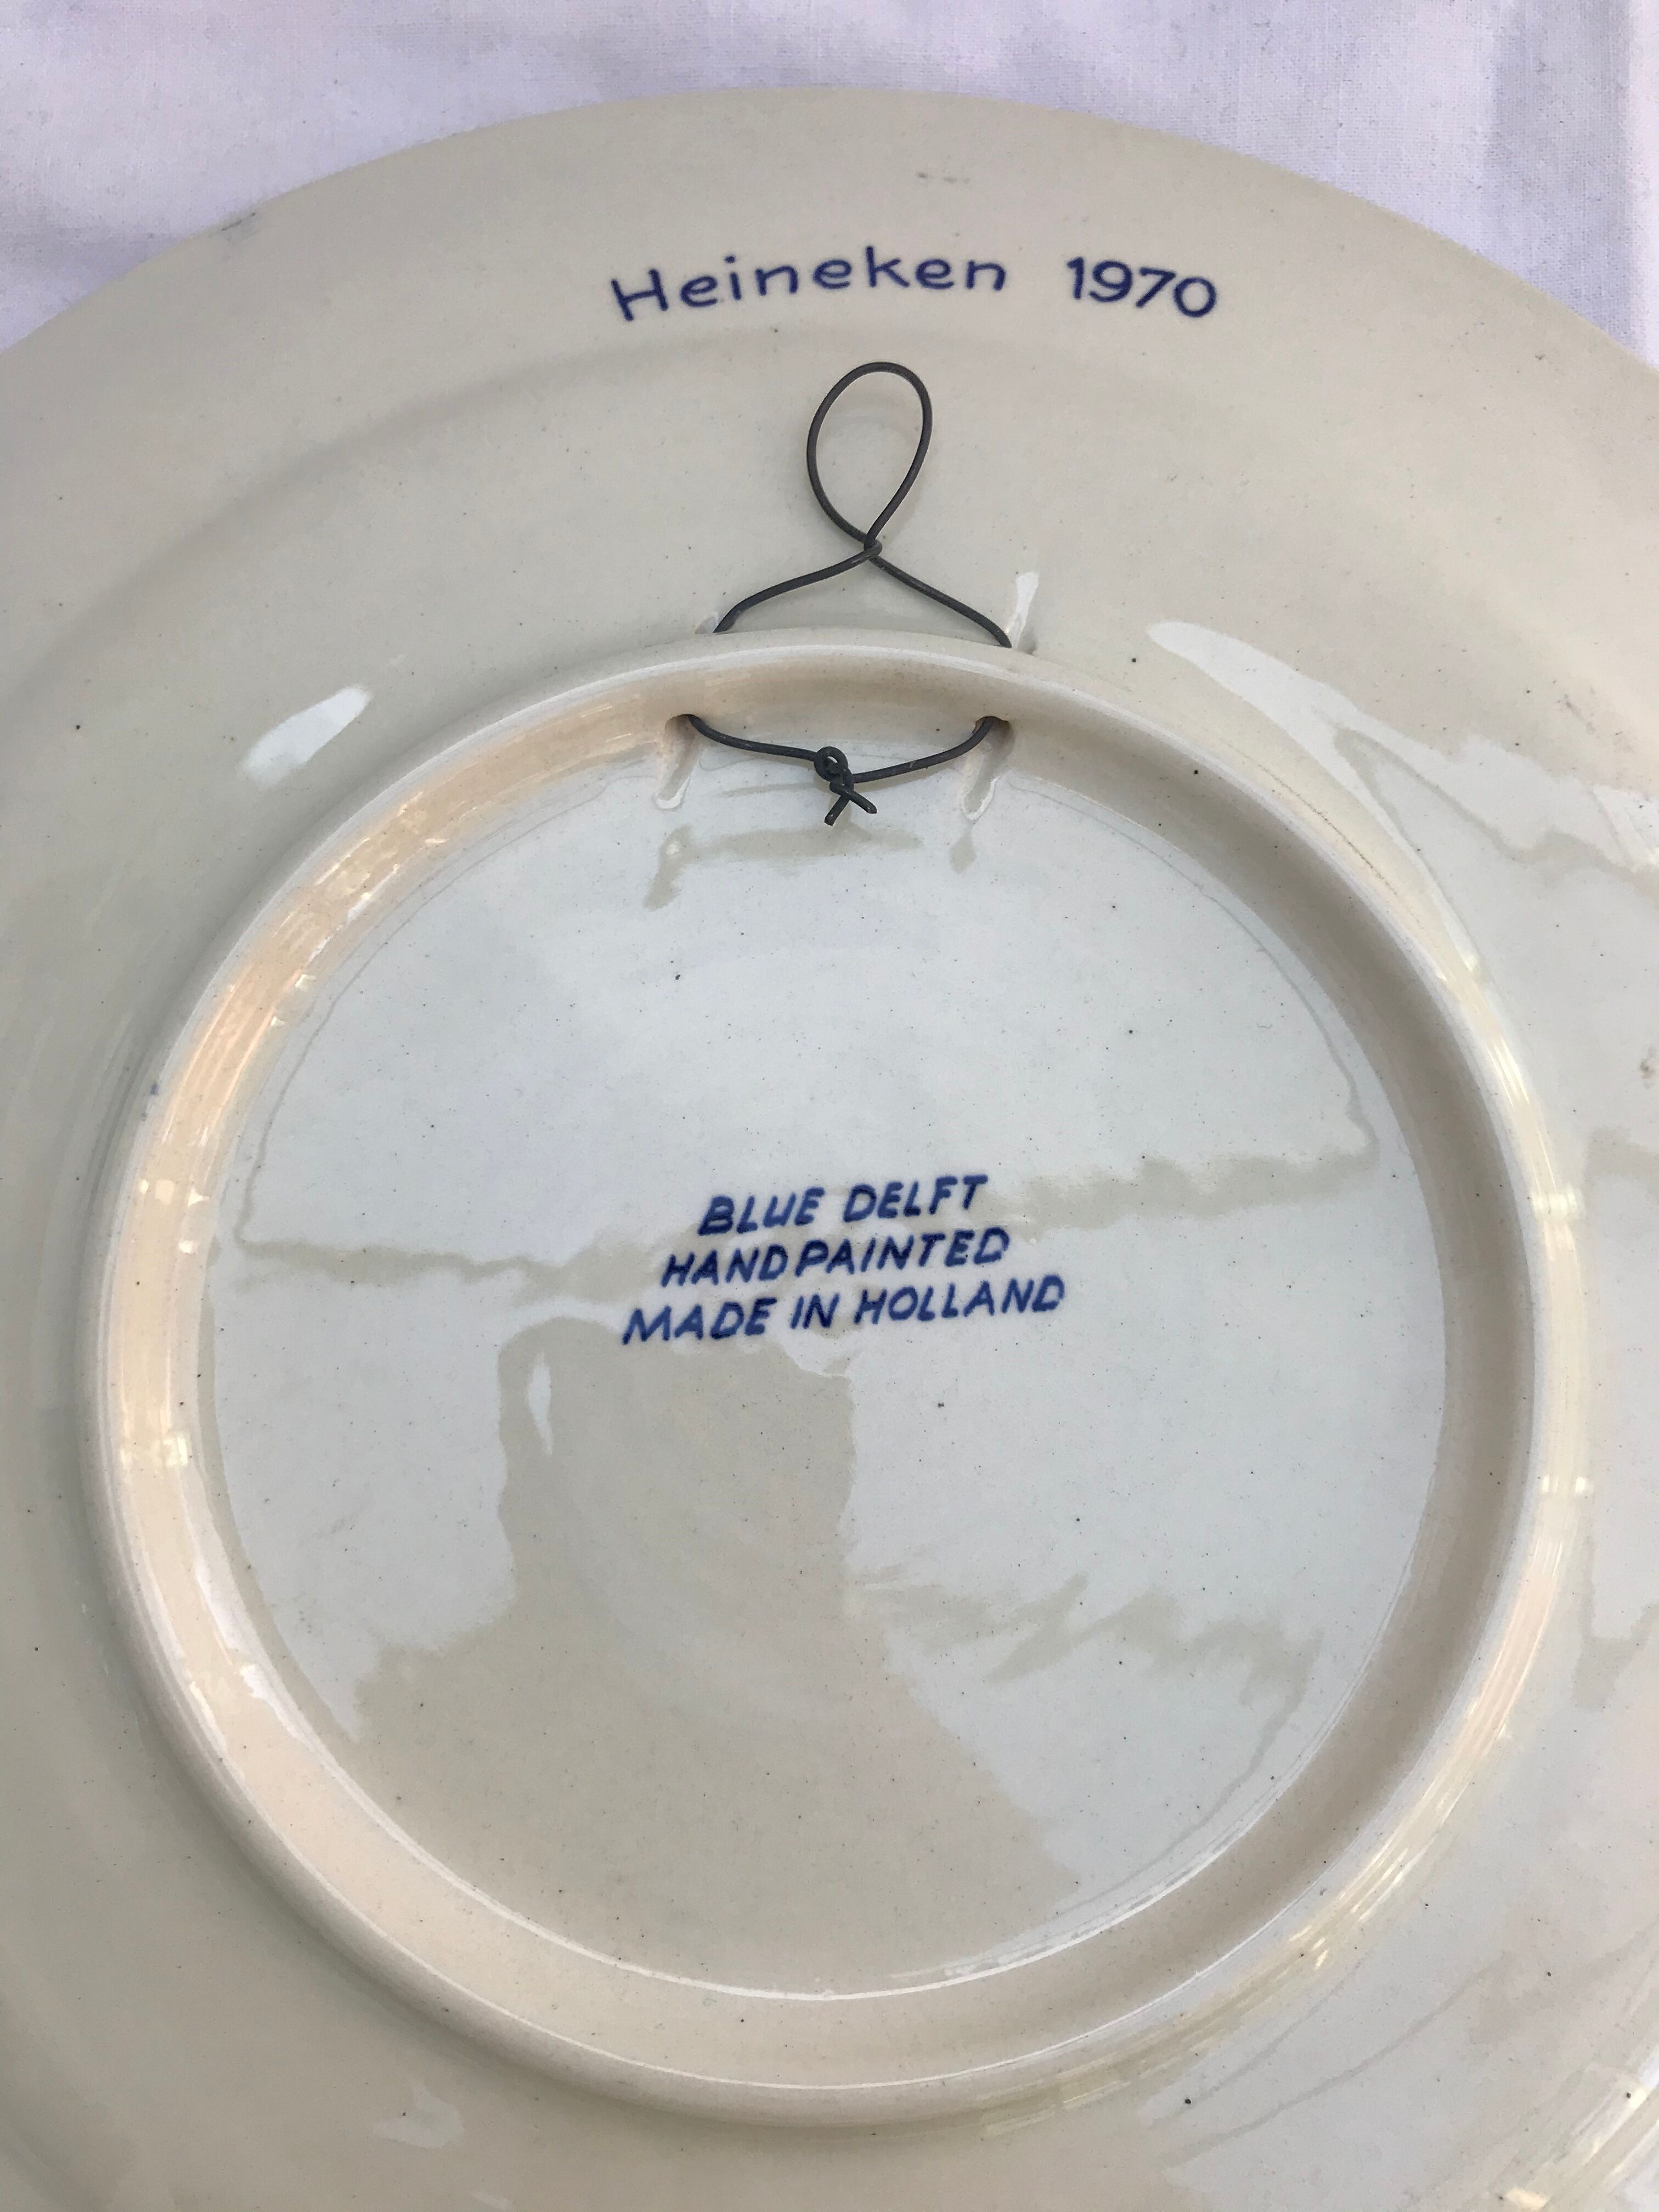 Heineken 1970
BLUE DELFT
HANDPAINTED
MADE IN HOLLAND